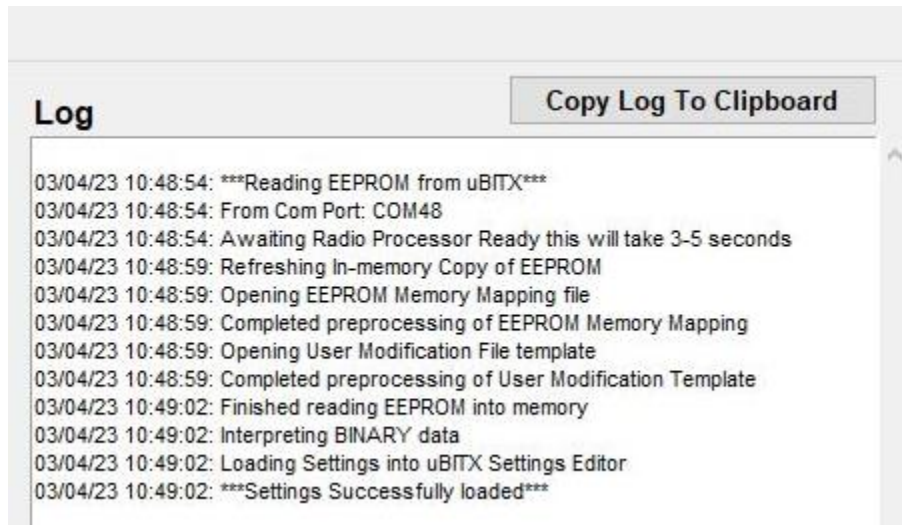 Log
Copy Log To Clipboard
03/04/23 10:48:54: ***Reading EEPROM from uBITX***
03/04/23 10:48:54: From Com Port: COM48
03/04/23 10:48:54: Awaiting Radio Processor Ready this will take 3-5 seconds
03/04/23 10:48:59: Refreshing In-memory Copy of EEPROM
03/04/23 10:48:59: Opening EEPROM Memory Mapping file
03/04/23 10:48:59: Completed preprocessing of EEPROM Memory Mapping
03/04/23 10:48:59: Opening User Modification File template
03/04/23 10:48:59: Completed preprocessing of User Modification Template
03/04/23 10:49:02: Finished reading EEPROM into memory
03/04/23 10:49:02: Interpreting BINARY data
03/04/23 10:49:02: Loading Settings into uBITX Settings Editor
03/04/23 10:49:02: ***Settings Successfully loaded***